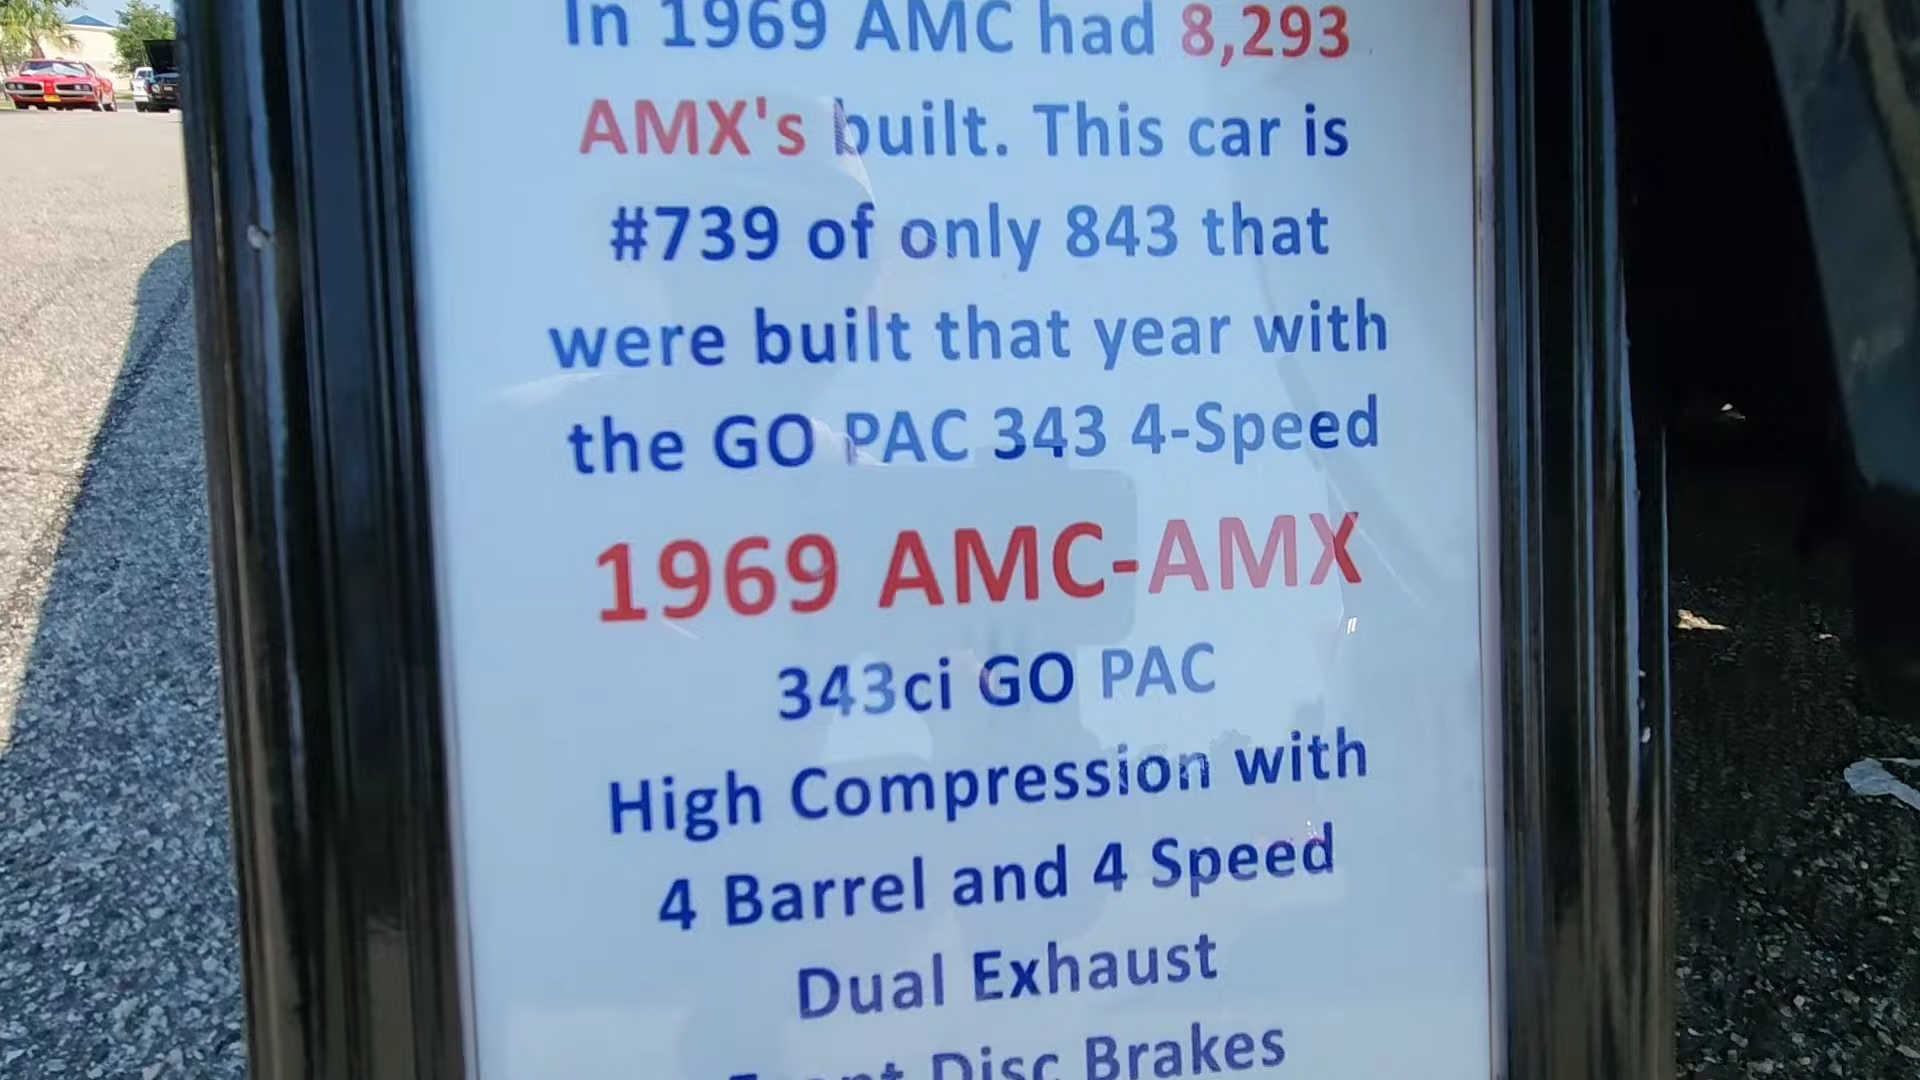 In 1969 AMC had 8,293
AMX's built. This car is
#739 of only 843 that
were built that year with
the GO PAC 343 4-Speed
1969 AMC-AMX
343ci GO PAC
High Compression with
4 Barrel and 4 Speed
Dual Exhaust
Front Disc Brakes